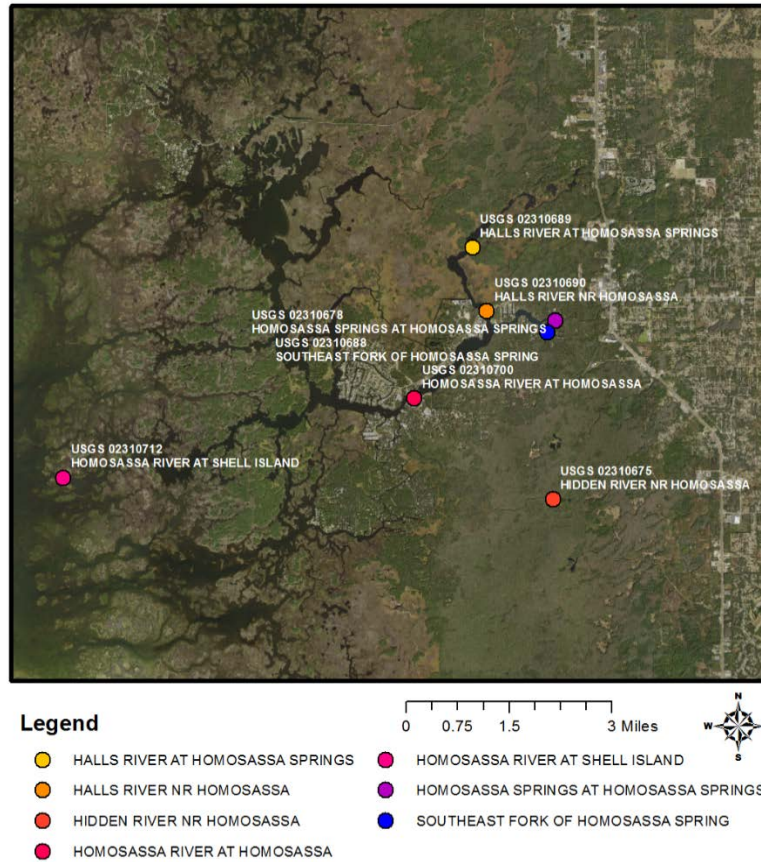 USGS 02310689
HALLS RIVER AT HOMOSASSA SPRINGS
USGS 02310690
HALLS RIVER NR HOMOSASSA
USGS 02310678
HOMOSASSA SPRINGS AT HOMOSASSA SPRINGS
USGS 02310688
SOUTHEAST FORK OF HOMOSASSA SPRING
USGS 02310700
HOMOSASSA RIVER AT HOMOSASSA
USGS 02310712
HOMOSASSA RIVER AT SHELL ISLAND
USGS 02310675
HIDDEN RIVER NR HOMOSASSA
Legend
0 0.75 1.5 3 Miles
N
W E
S
HALLS RIVER AT HOMOSASSA SPRINGS
HALLS RIVER NR HOMOSASSA
HIDDEN RIVER NR HOMOSASSA
HOMOSASSA RIVER AT HOMOSASSA
HOMOSASSA RIVER AT SHELL ISLAND
HOMOSASSA SPRINGS AT HOMOSASSA SPRINGS
SOUTHEAST FORK OF HOMOSASSA SPRING